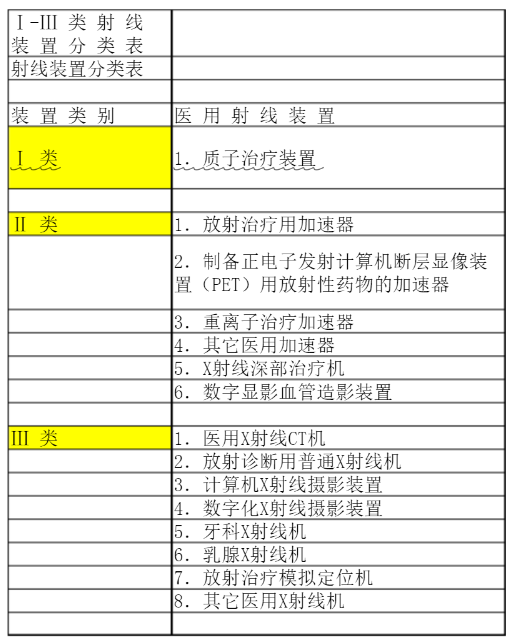 Ⅰ-Ⅲ 类 射 线
装 置 分 类 表
射线装置分类表
装 置 类 别 医 用 射 线 装 置
Ⅰ 类 1. 质子治疗装置
Ⅱ 类 1. 放射治疗用加速器
2. 制备正电子发射计算机断层显像装
置（PET）用放射性药物的加速器
3. 重离子治疗加速器
4. 其它医用加速器
5. X射线深部治疗机
6. 数字显影血管造影装置
Ⅲ 类 1. 医用X射线CT机
2. 放射诊断用普通X射线机
3. 计算机X射线摄影装置
4. 数字化X射线摄影装置
5. 牙科X射线机
6. 乳腺X射线机
7. 放射治疗模拟定位机
8. 其它医用X射线机